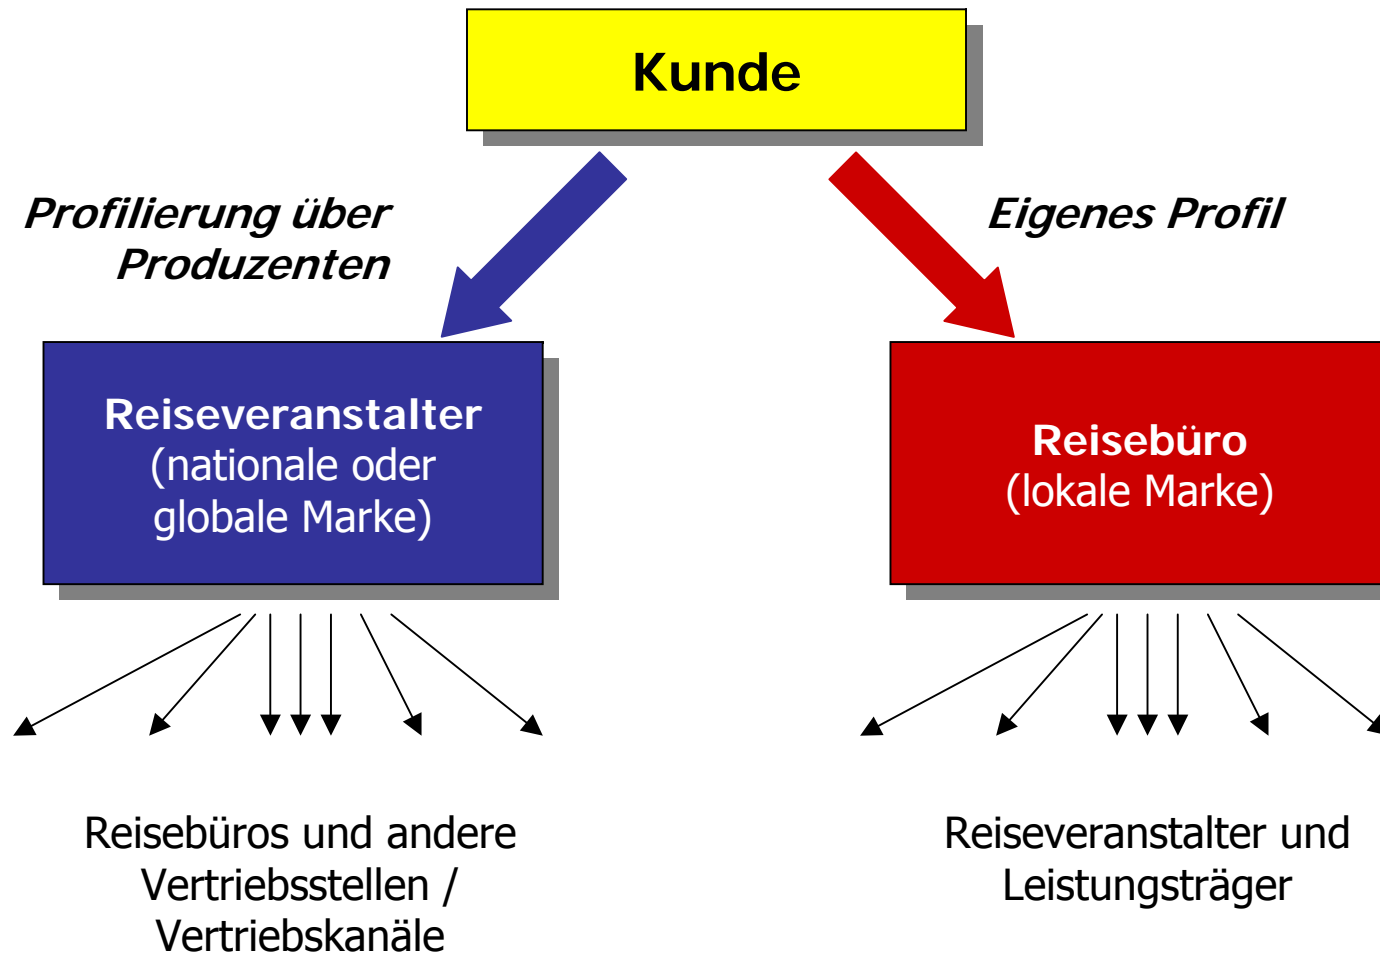 Kunde
Profilierung über
Produzenten
Eigenes Profil
Reiseveranstalter
(nationale oder
globale Marke)
Reisebüro
(lokale Marke)
Reisebüros und andere
Vertriebsstellen /
Vertriebskanäle
Reiseveranstalter und
Leistungsträger